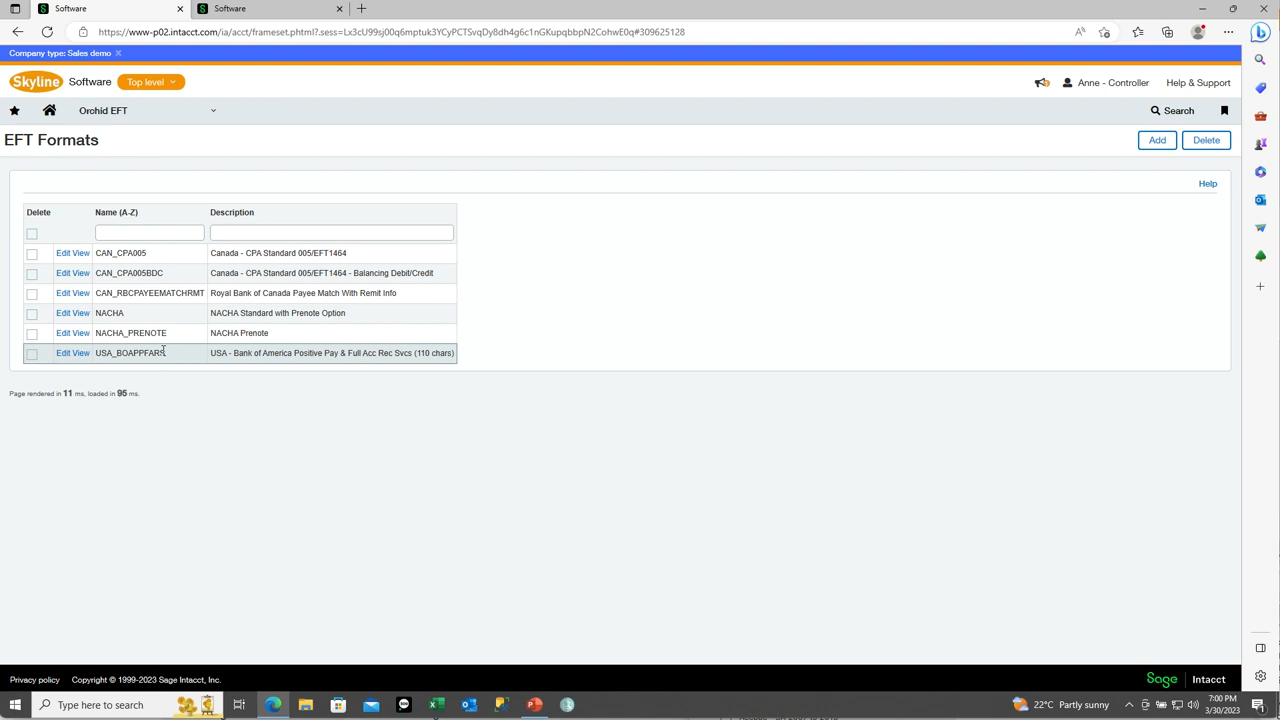 Software
Software
https://www-p02.intacct.com/ia/acct/frameset.phtml?.sess=Lx3cU99sj00q6mptuk3YCyPCTSvqDy8dh4g6c1nGKupqbbpN2CohwE0q#309625128
Company type: Sales demo
Skyline Software Top level
Anne - Controller Help & Support
Orchid EFT
Search
EFT Formats
Add Delete
Help
Delete Name (A-Z) Description
Edit View CAN_CPA005 Canada - CPA Standard 005/EFT1464
Edit View CAN_CPA005BDC Canada - CPA Standard 005/EFT1464 - Balancing Debit/Credit
Edit View CAN_RBCPAYEEMATCHRMT Royal Bank of Canada Payee Match With Remit Info
Edit View NACHA NACHA Standard with Prenote Option
Edit View NACHA_PRENOTE NACHA Prenote
Edit View USA_BOAPPFARS USA - Bank of America Positive Pay & Full Acc Rec Svcs (110 chars)
Page rendered in 11 ms, loaded in 95 ms.
Privacy policy Copyright © 1999-2023 Sage Intacct, Inc.
Sage Intacct
Type here to search
22°C Partly sunny
7:00 PM
3/30/2023